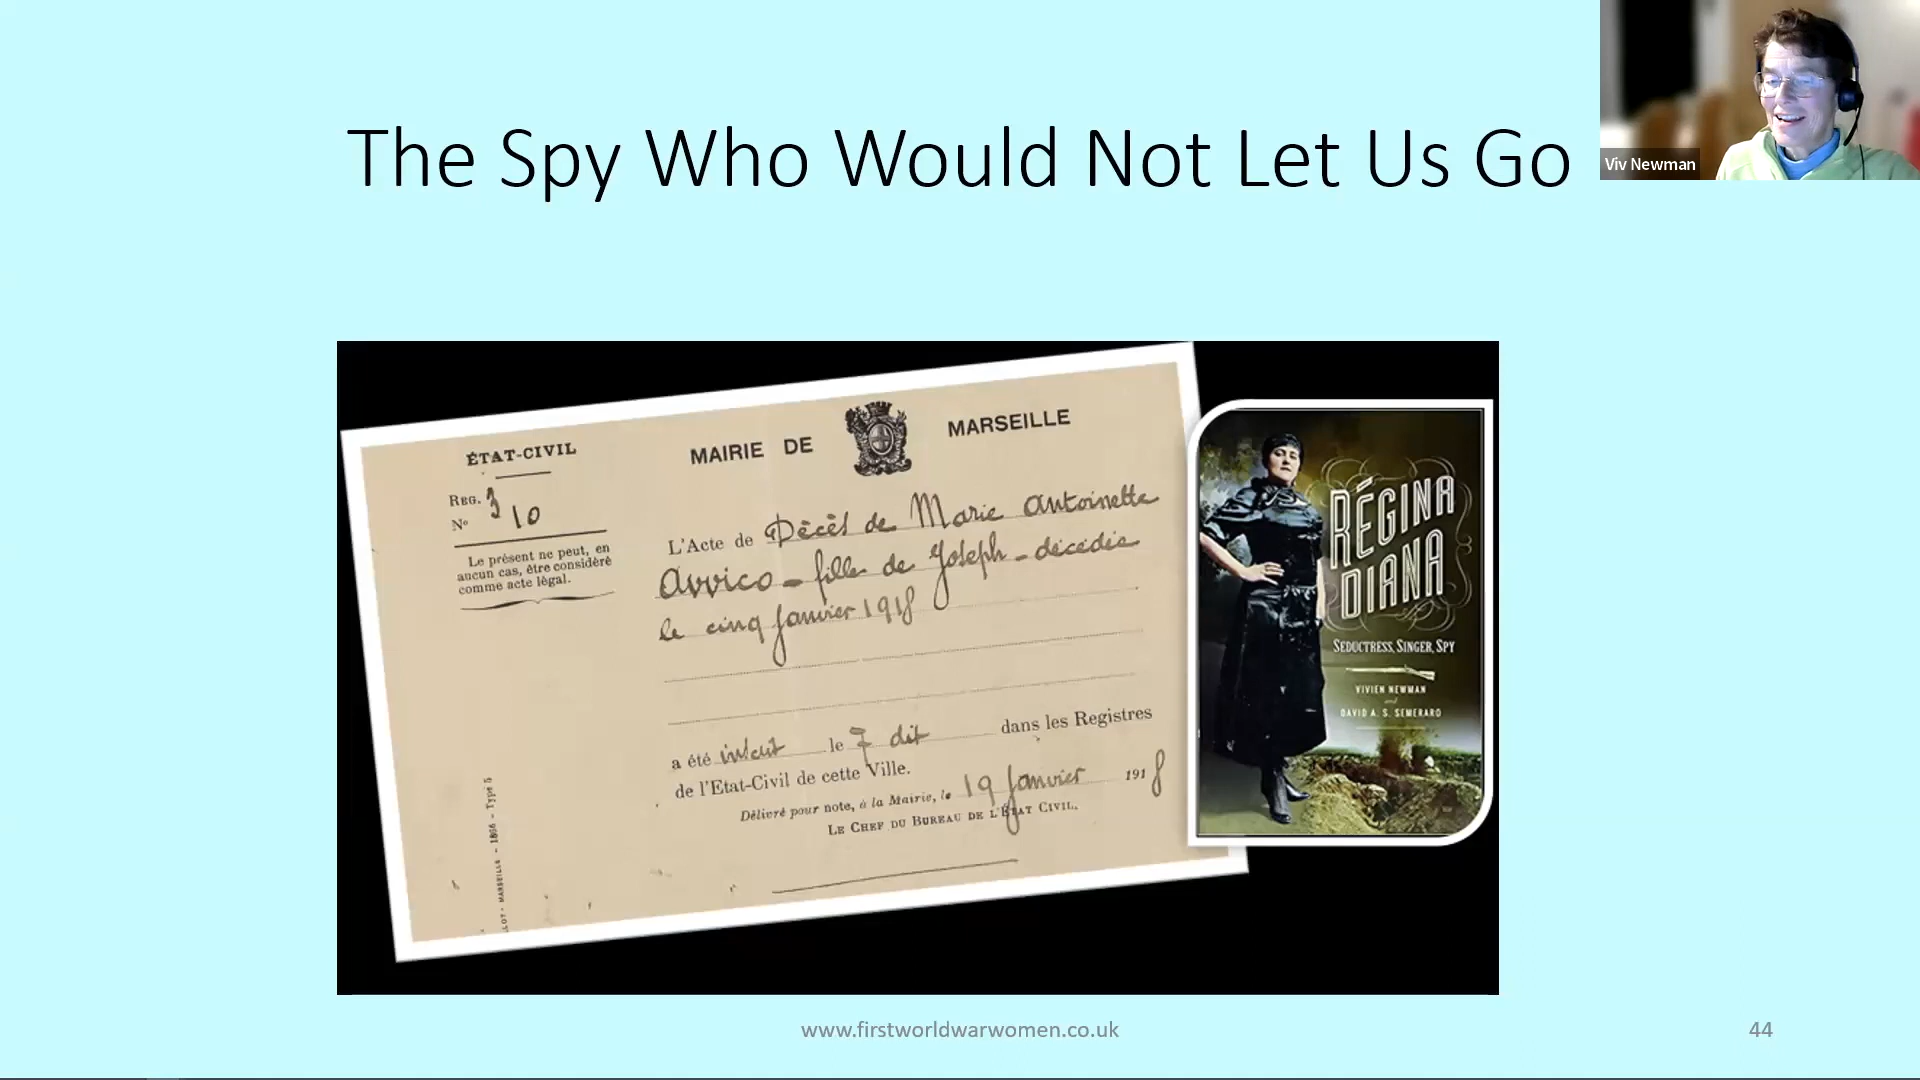 The Spy Who Would Not Let Us Go
Viv Newman
ÉTAT-CIVIL
MAIRIE DE MARSEILLE
REG. 3
N° 10
Le présent ne peut, en
aucun cas, être considéré
comme acte légal.
L'Acte de Décès de Marie Antoinette
Avvico - fille de Joseph - décédée
le cinq Janvier 1918
a été inscrit le 7 dit dans les Registres
de l'Etat-Civil de cette Ville.
Délivré pour note, à la Mairie, le 19 Janvier 1918
LE CHEF DU BUREAU DE L'ÉTAT CIVIL,
MARSEILLE - 1896 - Type 5
RÉGINA
DIANA
SEDUCTRESS, SINGER, SPY
VIVIEN NEWMAN
and
DAVID A. S. SEMERARO
www.firstworldwarwomen.co.uk
44